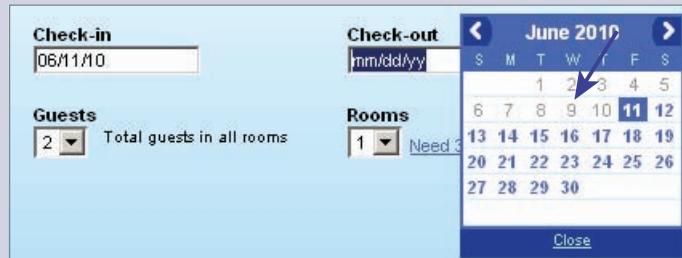 Check-in
06/11/10
Check-out
mm/dd/yy
Guests
2 Total guests in all rooms
Rooms
1 Need 3
June 2010
S M T W T F S
1 2 3 4 5
6 7 8 9 10 11 12
13 14 15 16 17 18 19
20 21 22 23 24 25 26
27 28 29 30
Close